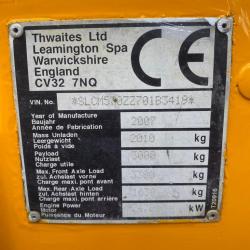 Thwaites Ltd
Leamington Spa
Warwickshire
England
CV32 7NQ
CE
VIN. No.
Year of Manufacture
Baujahr 2007
Année de Fabrication
Mass Unladen
Leergewicht 2010 kg
Poids a vide
Payload
Nutzlast 3000 kg
Charge utile
Max. Front Axle Load
zul. Achslast vorne kg
Charge maxi. pont avant
Max. Rear Axle Load
zul. Achslast hinten kg
Charge maxi. pont arriere
Engine Power
Motor kW
Puissance du Moteur